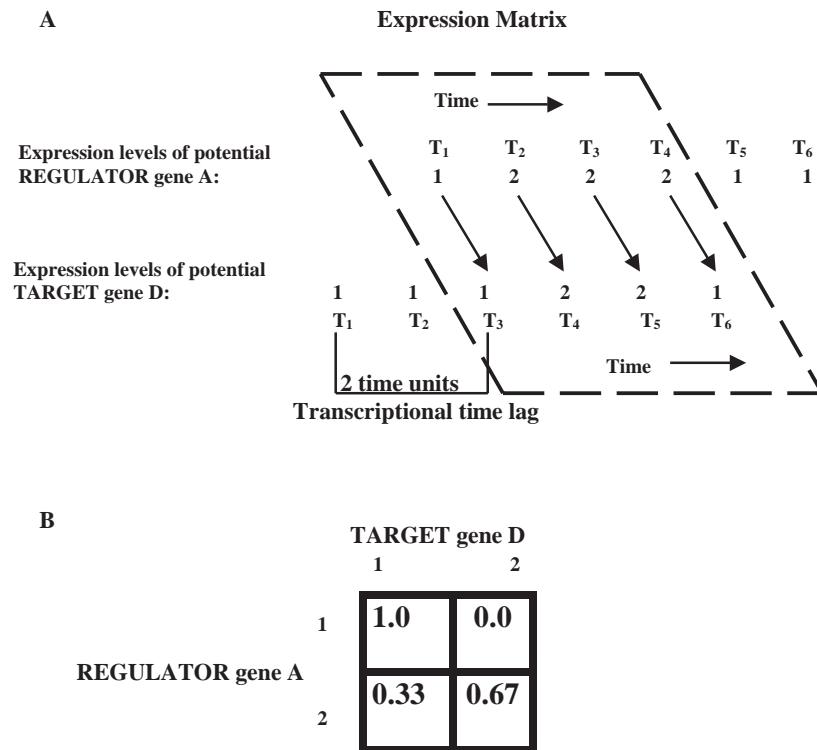 A
Expression Matrix
Time
Expression levels of potential
REGULATOR gene A:
T₁ T₂ T₃ T₄ T₅ T₆
1 2 2 2 1 1
Expression levels of potential
TARGET gene D:
1 1 1 2 2 1
T₁ T₂ T₃ T₄ T₅ T₆
Time
2 time units
Transcriptional time lag
B
TARGET gene D
1 2
1 1.0 0.0
REGULATOR gene A
2 0.33 0.67